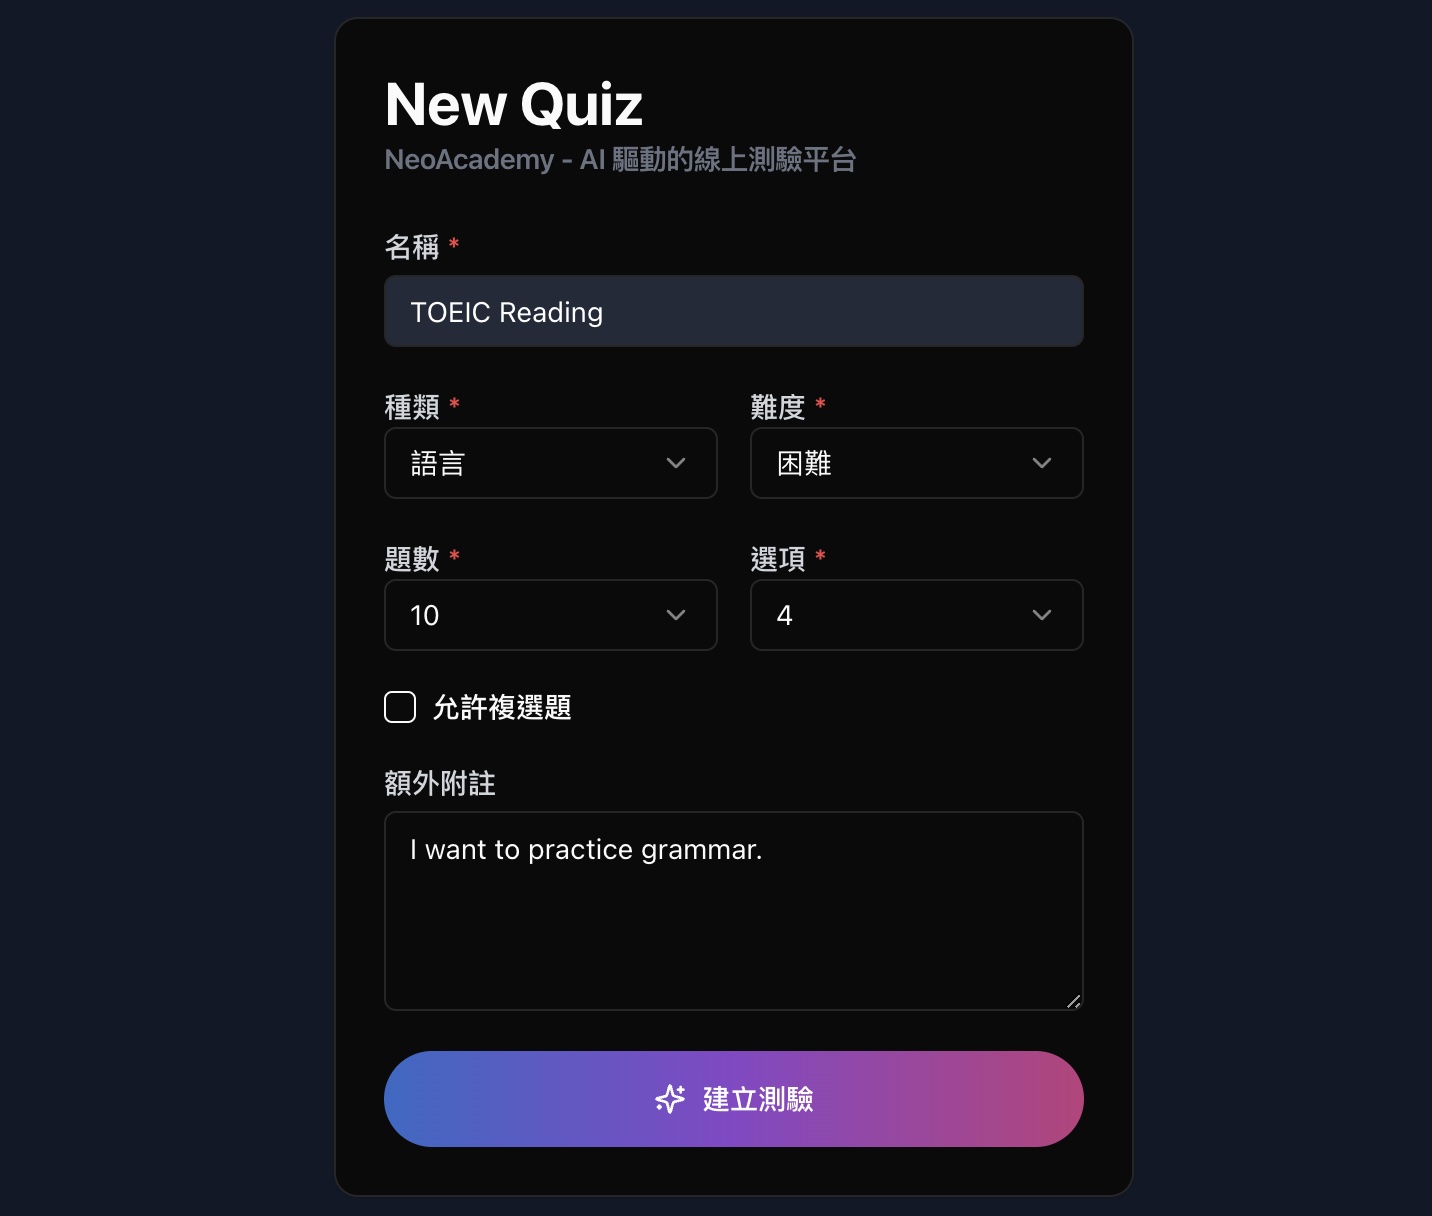 New Quiz
NeoAcademy - AI 驅動的線上測驗平台
名稱 *
TOEIC Reading
種類 *
難度 *
語言
困難
題數 *
選項 *
10
4
允許複選題
額外附註
I want to practice grammar.
建立測驗